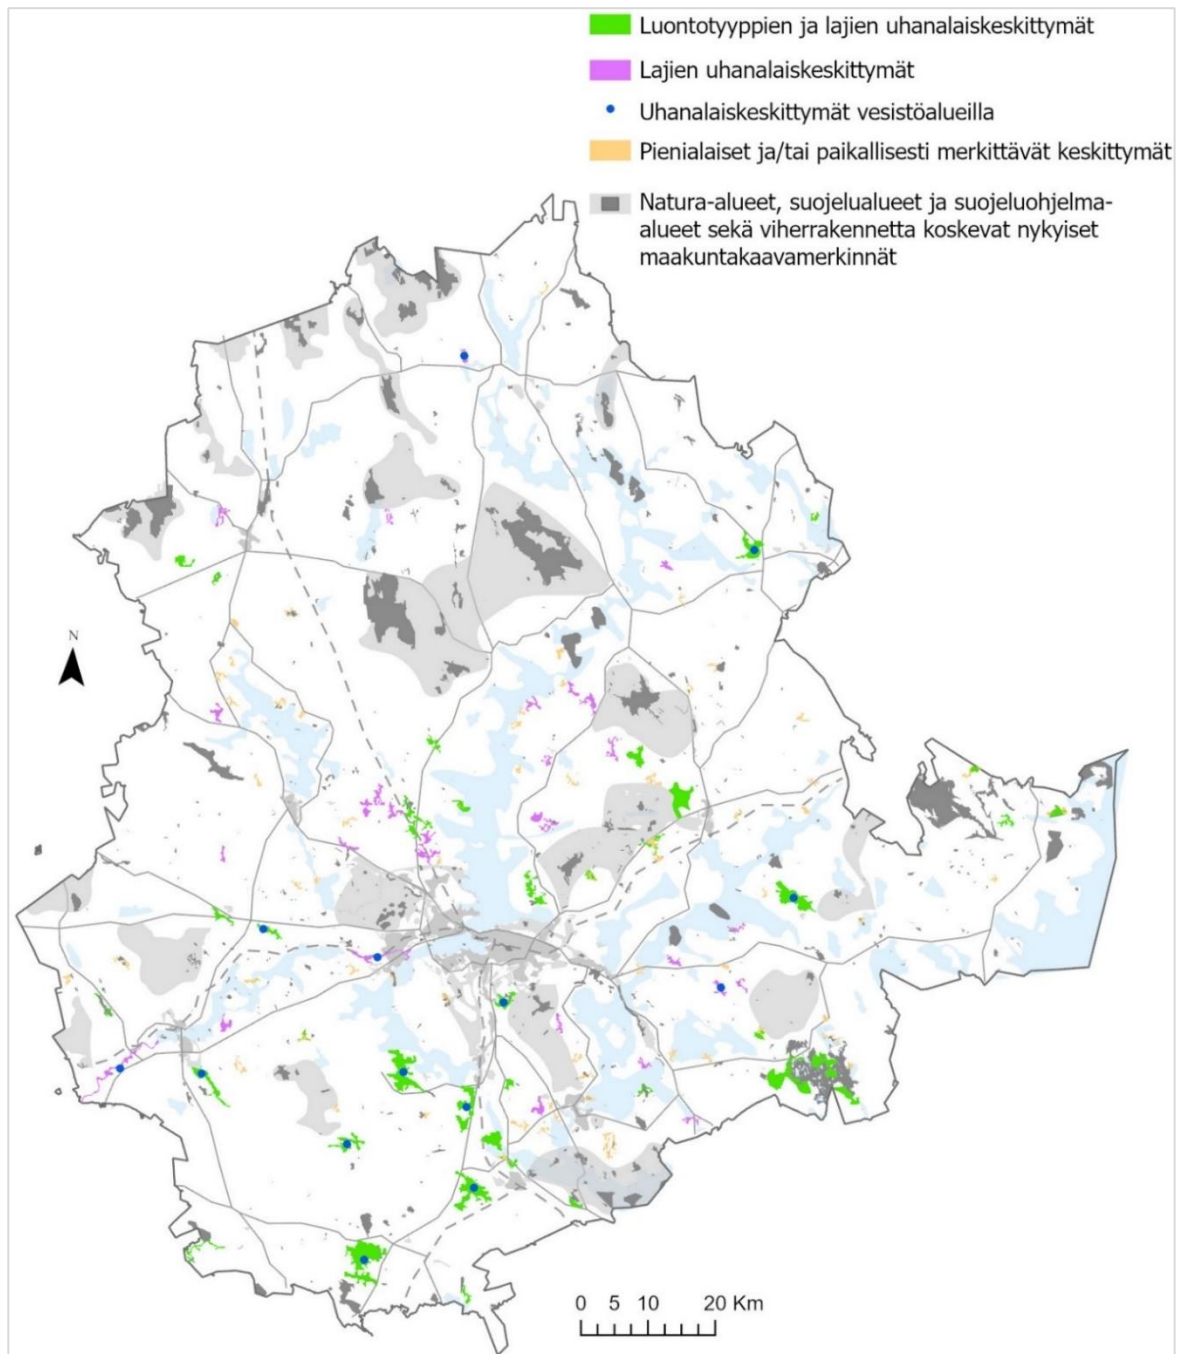 Luontotyyppien ja lajien uhanalaiskeskittymät
Lajien uhanalaiskeskittymät
Uhanalaiskeskittymät vesistöalueilla
Pienialaiset ja/tai paikallisesti merkittävät keskittymät
Natura-alueet, suojelualueet ja suojeluohjelma-
alueet sekä viherrakennetta koskevat nykyiset
maakuntakaavamerkinnät
N
0 5 10 20 Km